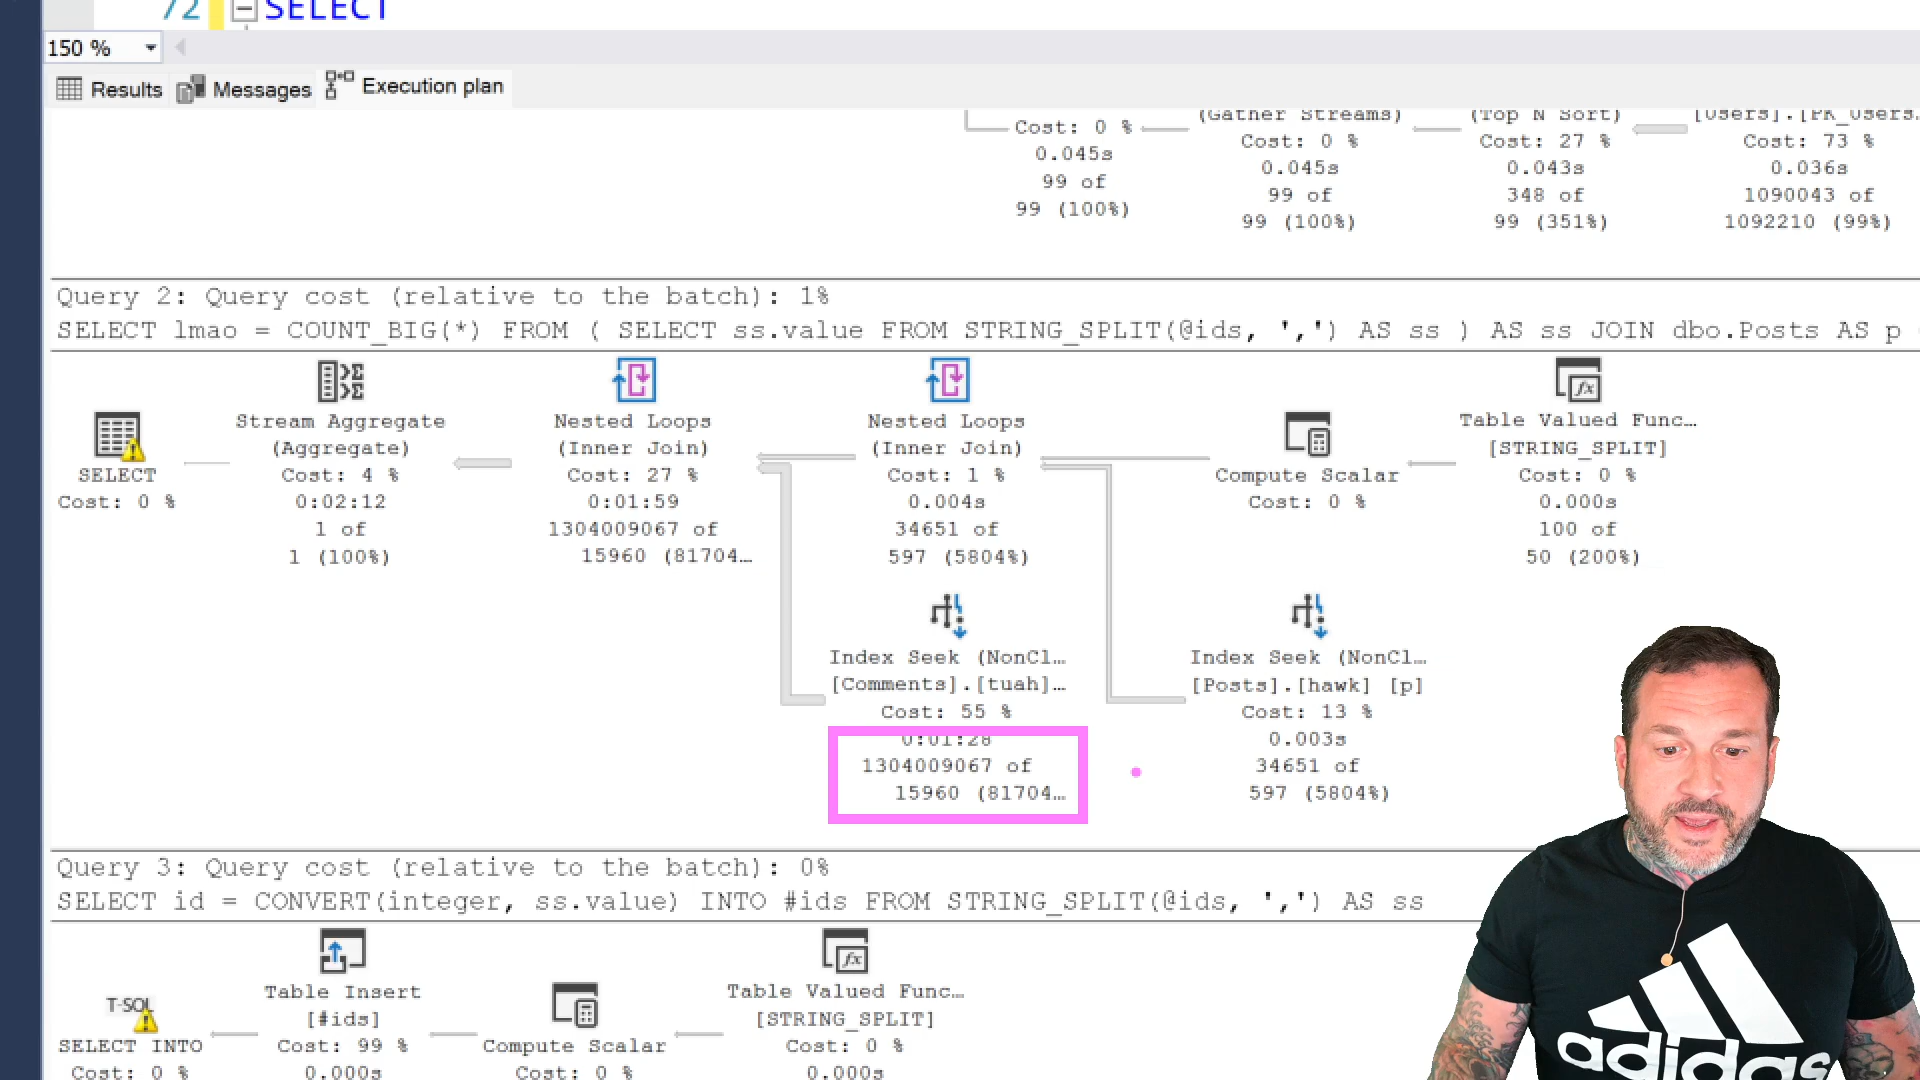 72 SELECT
150 %
Results Messages Execution plan
Cost: 0 %
0.045s
99 of
99 (100%)
(Gather Streams)
Cost: 0 %
0.045s
99 of
99 (100%)
(Top N Sort)
Cost: 27 %
0.043s
348 of
99 (351%)
[Users].[PK_Users…
Cost: 73 %
0.036s
1090043 of
1092210 (99%)
Query 2: Query cost (relative to the batch): 1%
SELECT lmao = COUNT_BIG(*) FROM ( SELECT ss.value FROM STRING_SPLIT(@ids, ',') AS ss ) AS ss JOIN dbo.Posts AS p
SELECT
Cost: 0 %
Stream Aggregate
(Aggregate)
Cost: 4 %
0:02:12
1 of
1 (100%)
Nested Loops
(Inner Join)
Cost: 27 %
0:01:59
1304009067 of
15960 (81704…
Nested Loops
(Inner Join)
Cost: 1 %
0.004s
34651 of
597 (5804%)
Compute Scalar
Cost: 0 %
Table Valued Func…
[STRING_SPLIT]
Cost: 0 %
0.000s
100 of
50 (200%)
Index Seek (NonCl…
[Comments].[tuah]…
Cost: 55 %
0:01:28
1304009067 of
15960 (81704…
Index Seek (NonCl…
[Posts].[hawk] [p]
Cost: 13 %
0.003s
34651 of
597 (5804%)
Query 3: Query cost (relative to the batch): 0%
SELECT id = CONVERT(integer, ss.value) INTO #ids FROM STRING_SPLIT(@ids, ',') AS ss
T-SQL
SELECT INTO
Cost: 0 %
Table Insert
[#ids]
Cost: 99 %
0.000s
Compute Scalar
Cost: 0 %
Table Valued Func…
[STRING_SPLIT]
Cost: 0 %
0.000s
adidas